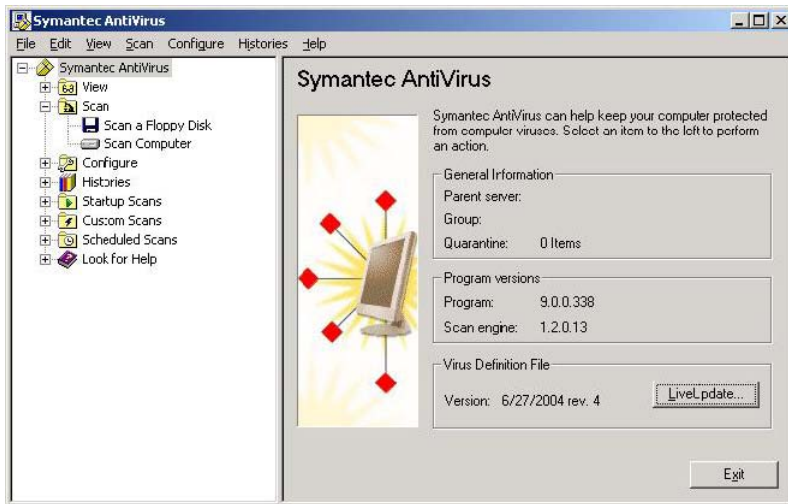 Symantec AntiVirus
File Edit View Scan Configure Histories Help
Symantec AntiVirus
View
Scan
Scan a Floppy Disk
Scan Computer
Configure
Histories
Startup Scans
Custom Scans
Scheduled Scans
Look for Help
Symantec AntiVirus
Symantec AntiVirus can help keep your computer protected
from computer viruses. Select an item to the left to perform
an action.
General Information
Parent server:
Group:
Quarantine: 0 Items
Program versions
Program: 9.0.0.338
Scan engine: 1.2.0.13
Virus Definition File
Version: 6/27/2004 rev. 4
LiveUpdate...
Exit